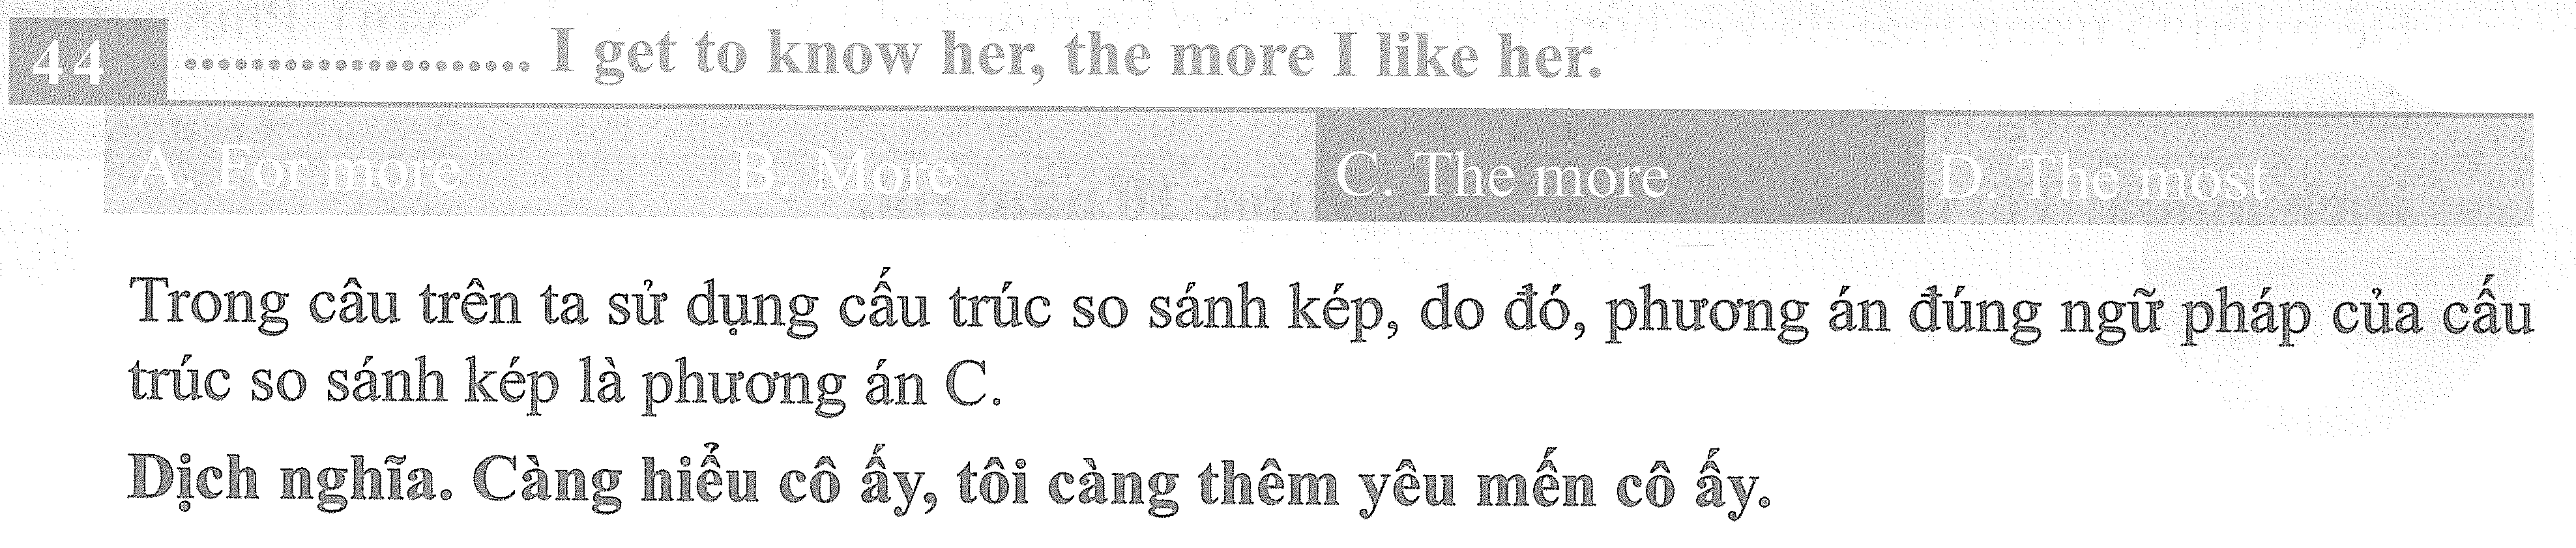 44 .................... I get to know her, the more I like her.
A. For more B. More C. The more D. The most
Trong câu trên ta sử dụng cấu trúc so sánh kép, do đó, phương án đúng ngữ pháp của cấu
trúc so sánh kép là phương án C.
Dịch nghĩa. Càng hiểu cô ấy, tôi càng thêm yêu mến cô ấy.